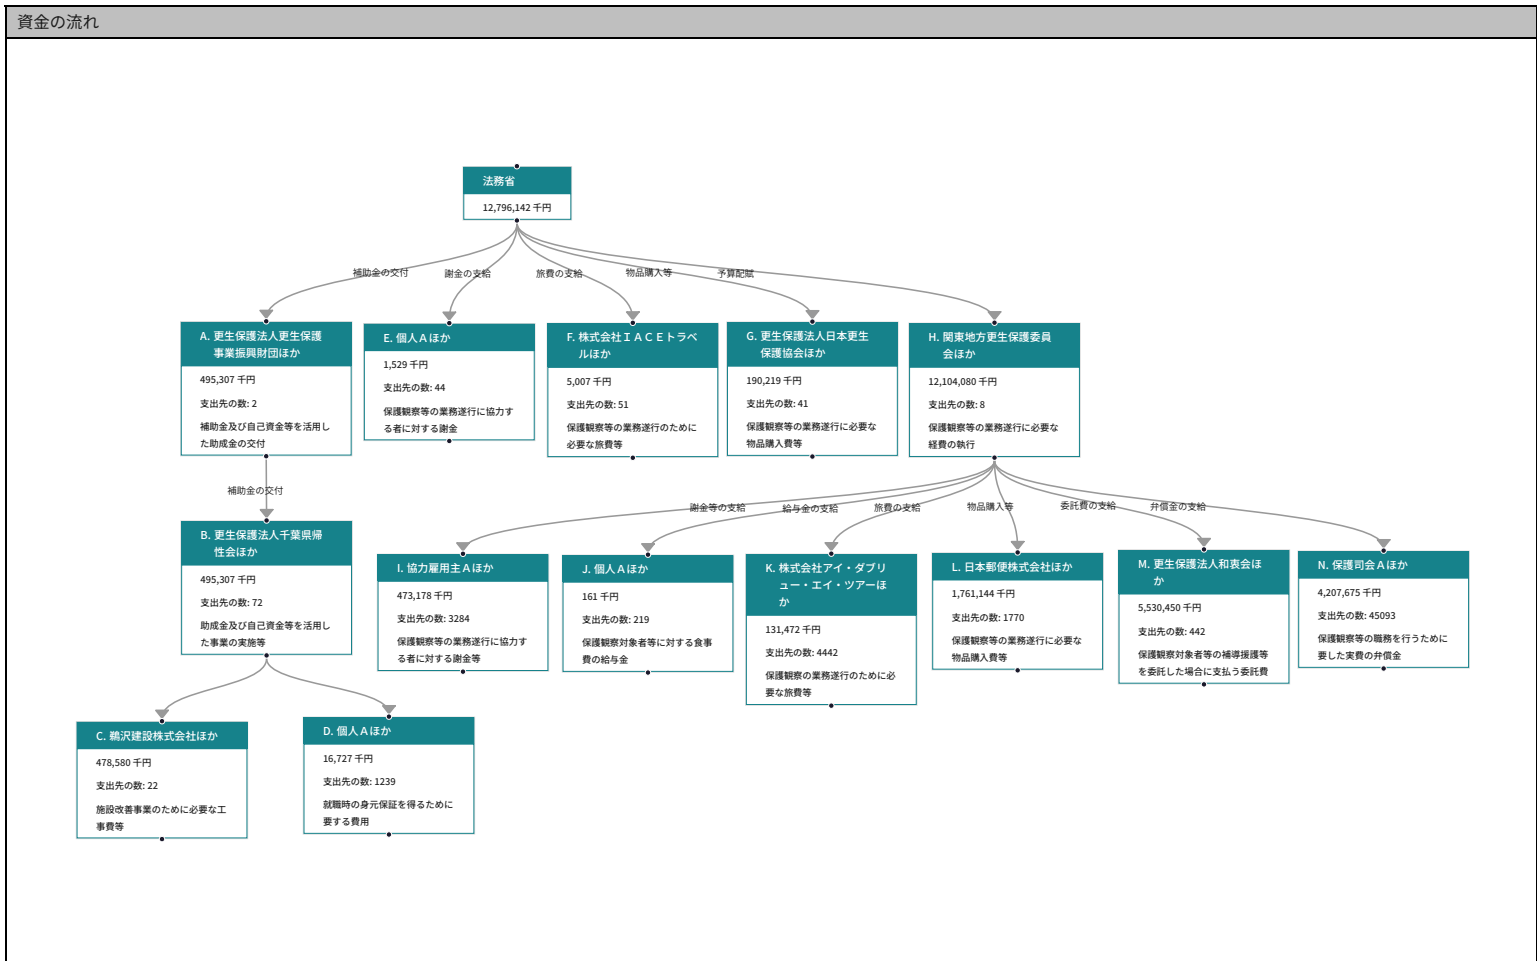 資金の流れ
法務省
12,796,142 千円
補助金の交付
謝金の支給
旅費の支給
物品購入等
予算配賦
A. 更生保護法人更生保護
事業振興財団ほか
495,307 千円
支出先の数: 2
補助金及び自己資金等を活用し
た助成金の交付
E. 個人Ａほか
1,529 千円
支出先の数: 44
保護観察等の業務遂行に協力す
る者に対する謝金
F. 株式会社ＩＡＣＥトラベ
ルほか
5,007 千円
支出先の数: 51
保護観察等の業務遂行のために
必要な旅費等
G. 更生保護法人日本更生
保護協会ほか
190,219 千円
支出先の数: 41
保護観察等の業務遂行に必要な
物品購入費等
H. 関東地方更生保護委員
会ほか
12,104,080 千円
支出先の数: 8
保護観察等の業務遂行に必要な
経費の執行
補助金の交付
謝金等の支給
給与金の支給
旅費の支給
物品購入等
委託費の支給
弁償金の支給
B. 更生保護法人千葉県帰
性会ほか
495,307 千円
支出先の数: 72
助成金及び自己資金等を活用し
た事業の実施等
I. 協力雇用主Ａほか
473,178 千円
支出先の数: 3284
保護観察等の業務遂行に協力す
る者に対する謝金等
J. 個人Ａほか
161 千円
支出先の数: 219
保護観察対象者等に対する食事
費の給与金
K. 株式会社アイ・ダブリ
ュー・エイ・ツアーほ
か
131,472 千円
支出先の数: 4442
保護観察の業務遂行のために必
要な旅費等
L. 日本郵便株式会社ほか
1,761,144 千円
支出先の数: 1770
保護観察等の業務遂行に必要な
物品購入費等
M. 更生保護法人和衷会ほ
か
5,530,450 千円
支出先の数: 442
保護観察対象者等の補導援護等
を委託した場合に支払う委託費
N. 保護司会Ａほか
4,207,675 千円
支出先の数: 45093
保護観察等の職務を行うために
要した実費の弁償金
C. 鵜沢建設株式会社ほか
478,580 千円
支出先の数: 22
施設改善事業のために必要な工
事費等
D. 個人Ａほか
16,727 千円
支出先の数: 1239
就職時の身元保証を得るために
要する費用